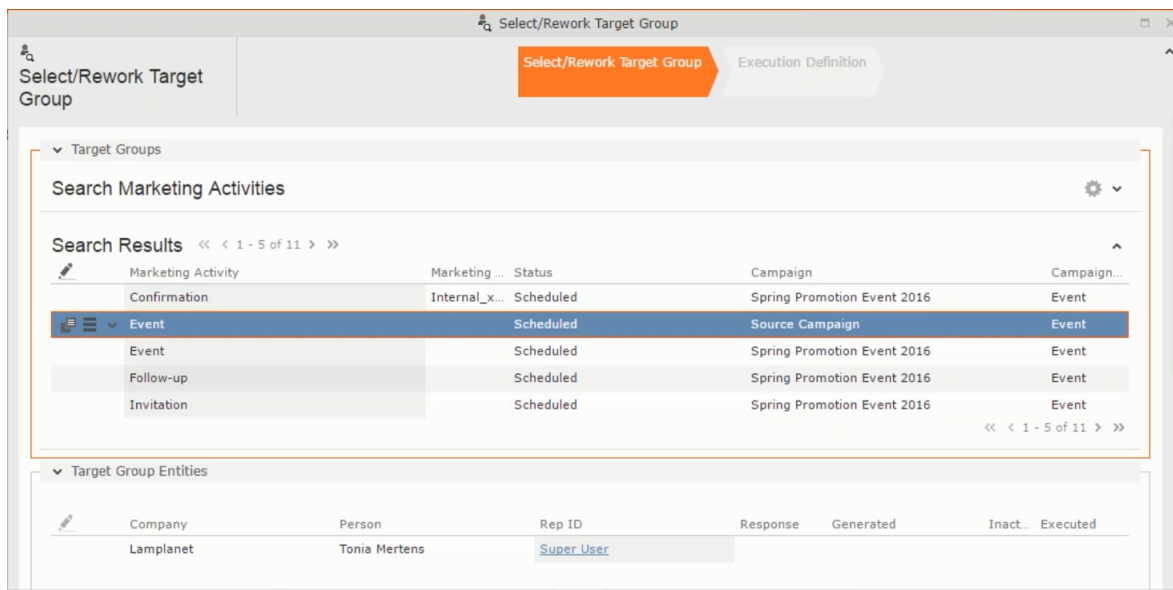 Select/Rework Target Group
Select/Rework Target
Group
Select/Rework Target Group
Execution Definition
Target Groups
Search Marketing Activities
Search Results « < 1 - 5 of 11 > »
Marketing Activity Marketing ... Status Campaign Campaign...
Confirmation Internal_x... Scheduled Spring Promotion Event 2016 Event
Event Scheduled Source Campaign Event
Event Scheduled Spring Promotion Event 2016 Event
Follow-up Scheduled Spring Promotion Event 2016 Event
Invitation Scheduled Spring Promotion Event 2016 Event
« < 1 - 5 of 11 > »
Target Group Entities
Company Person Rep ID Response Generated Inact... Executed
Lamplanet Tonia Mertens Super User